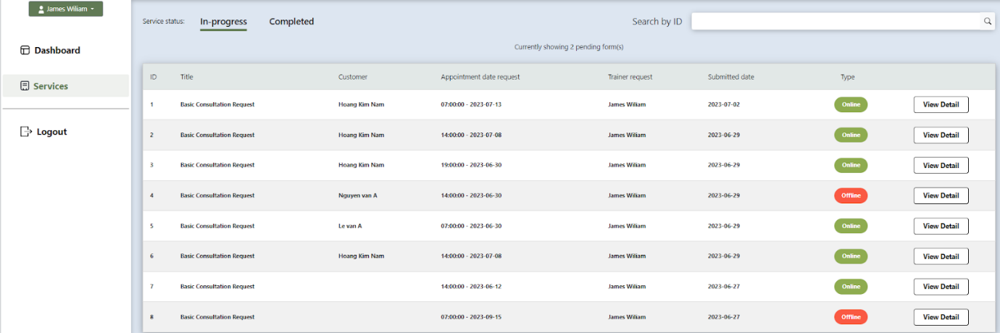 James Wiliam
Dashboard
Services
Logout
Service status: In-progress Completed Search by ID
Currently showing 2 pending form(s)
ID Title Customer Appointment date request Trainer request Submitted date Type
1 Basic Consultation Request Hoang Kim Nam 07:00:00 - 2023-07-13 James Wiliam 2023-07-02 Online View Detail
2 Basic Consultation Request Hoang Kim Nam 14:00:00 - 2023-07-08 James Wiliam 2023-06-29 Online View Detail
3 Basic Consultation Request Hoang Kim Nam 19:00:00 - 2023-06-30 James Wiliam 2023-06-29 Online View Detail
4 Basic Consultation Request Nguyen van A 14:00:00 - 2023-06-30 James Wiliam 2023-06-29 Offline View Detail
5 Basic Consultation Request Le van A 07:00:00 - 2023-06-30 James Wiliam 2023-06-29 Online View Detail
6 Basic Consultation Request Hoang Kim Nam 14:00:00 - 2023-07-08 James Wiliam 2023-06-29 Online View Detail
7 Basic Consultation Request 14:00:00 - 2023-06-12 James Wiliam 2023-06-27 Online View Detail
8 Basic Consultation Request 07:00:00 - 2023-09-15 James Wiliam 2023-06-27 Offline View Detail